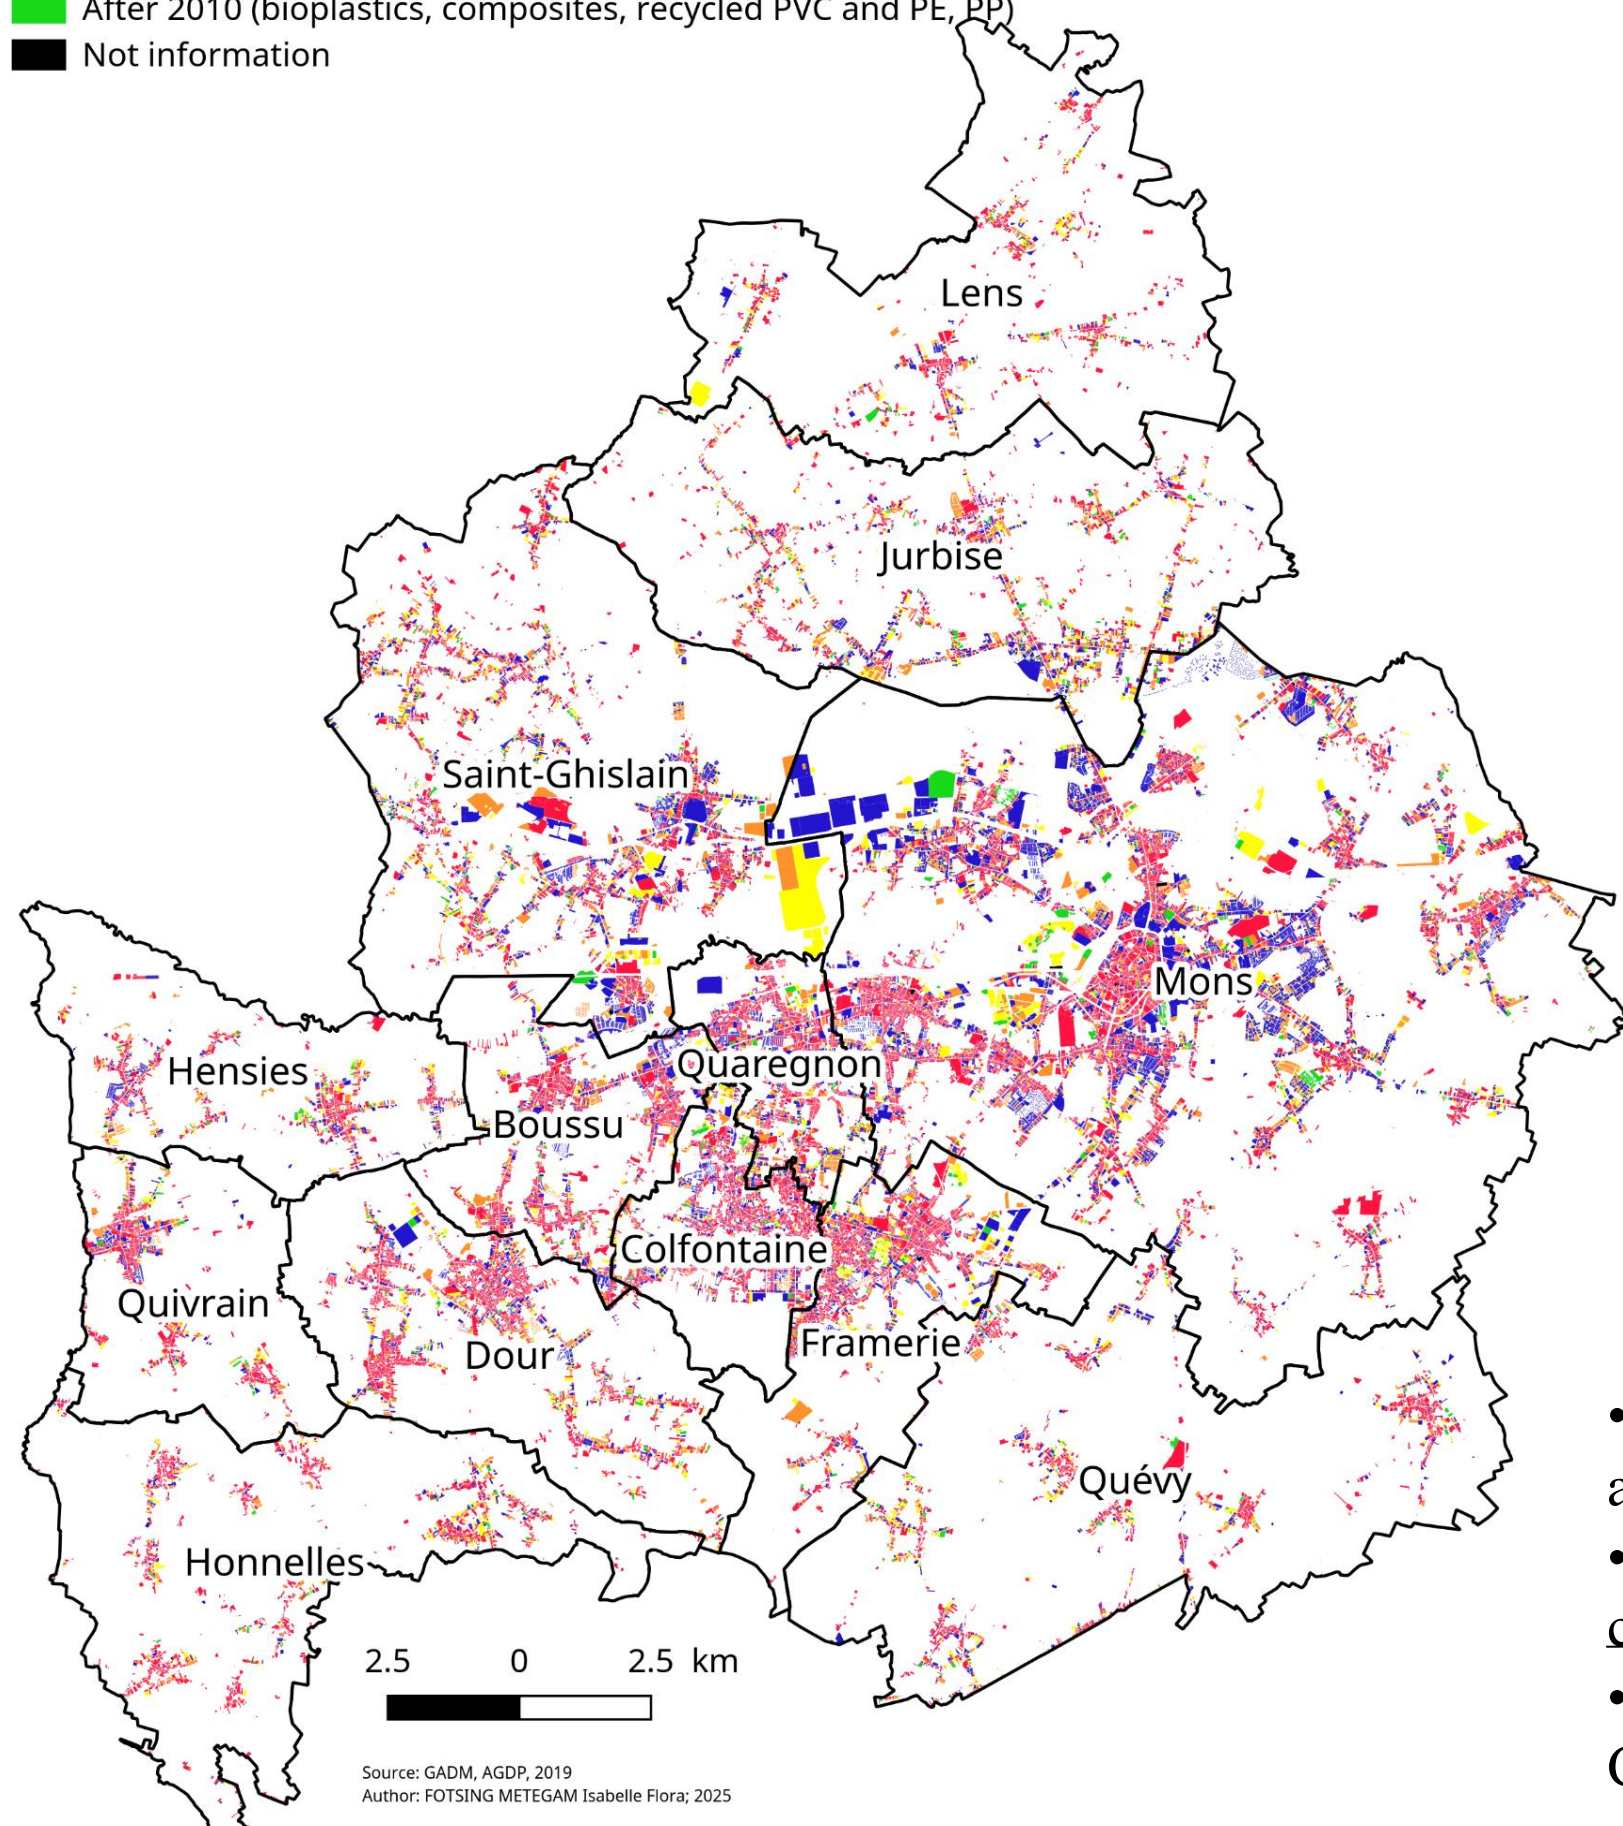 After 2010 (bioplastics, composites, recycled PVC and PE, PP)
Not information
Lens
Jurbise
Saint-Ghislain
Mons
Hensies
Quaregnon
Boussu
Colfontaine
Quivrain
Framerie
Dour
•
a
Quévy
•
Honnelles
2.5 0 2.5 km
•
Source: GADM, AGDP, 2019
Author: FOTSING METEGAM Isabelle Flora; 2025